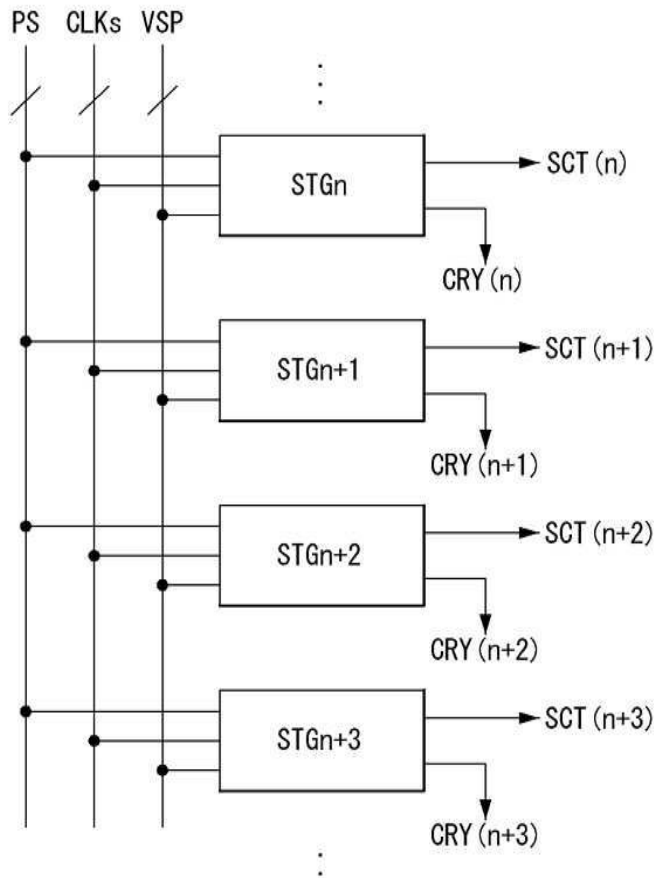 PS CLKs VSP
STGn
SCT(n)
CRY(n)
STGn+1
SCT(n+1)
CRY(n+1)
STGn+2
SCT(n+2)
CRY(n+2)
STGn+3
SCT(n+3)
CRY(n+3)